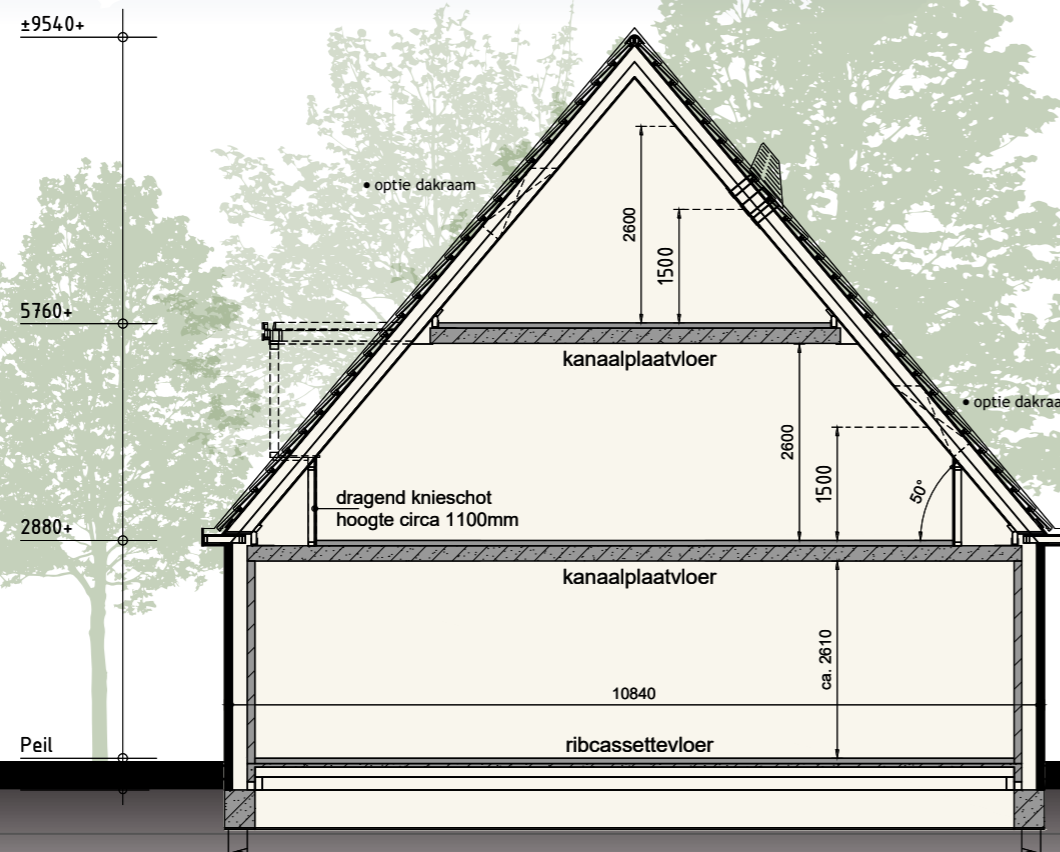 ±9540+
• optie dakraam
2600
1500
5760+
kanaalplaatvloer
• optie dakraa
2600
1500
50°
dragend knieschot
hoogte circa 1100mm
2880+
kanaalplaatvloer
ca. 2610
10840
Peil
ribcassettevloer